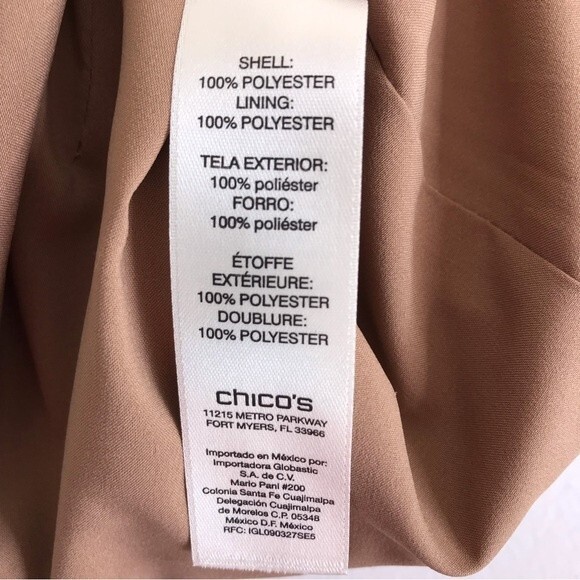 SHELL:
100% POLYESTER
LINING:
100% POLYESTER
TELA EXTERIOR:
100% poliéster
FORRO:
100% poliéster
ÉTOFFE
EXTÉRIEURE:
100% POLYESTER
DOUBLURE:
100% POLYESTER
chico's
11215 METRO PARKWAY
FORT MYERS, FL 33966
Importado en México por:
Importadora Globastic
S.A. de C.V.
Mario Pani #200
Colonia Santa Fe Cuajimalpa
Delegación Cuajimalpa
de Morelos C.P. 05348
México D.F. México
RFC: IGL090327SE5